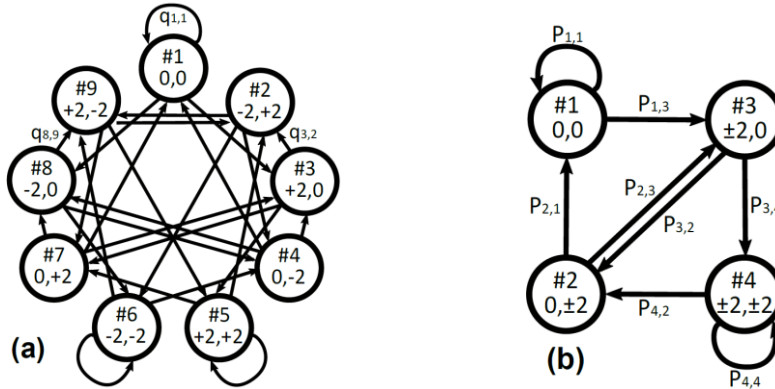 q1,1
#1
0,0
#9
+2,-2
#2
-2,+2
q8,9
q3,2
#8
-2,0
#3
+2,0
#7
0,+2
#4
0,-2
#6
-2,-2
#5
+2,+2
(a)
P1,1
#1
0,0
P1,3
#3
±2,0
P2,1
P2,3
P3,2
#2
0,±2
P4,2
#4
±2,±2
P4,4
(b)